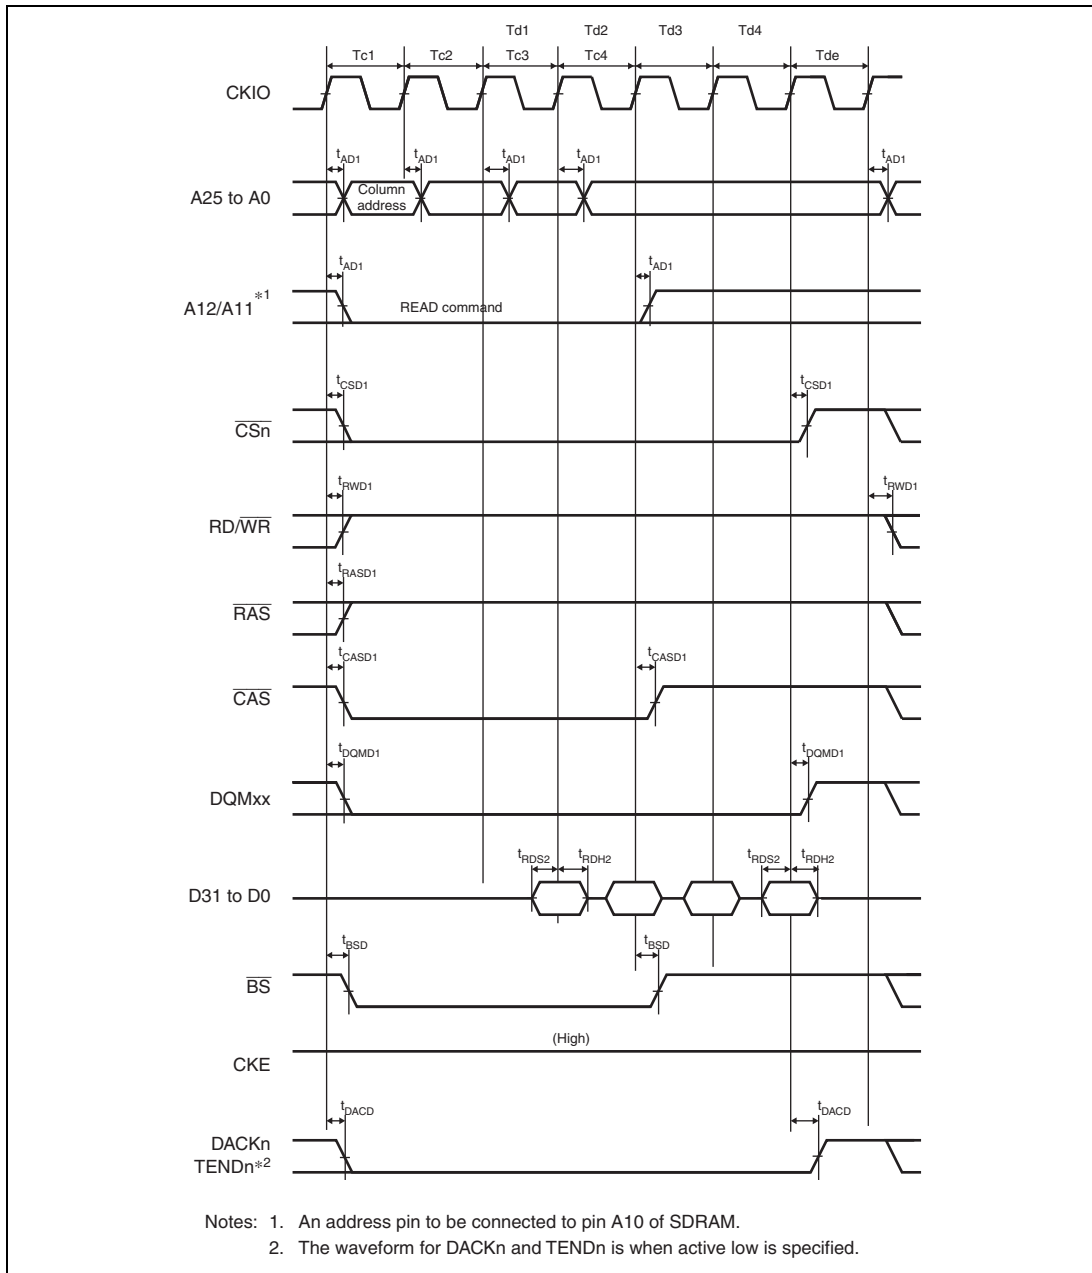 Td1 Td2 Td3 Td4
Tc1 Tc2 Tc3 Tc4 Tde
CKIO
tAD1 tAD1 tAD1 tAD1 tAD1
A25 to A0
Column
address
tAD1 tAD1
A12/A11*1
READ command
tCSD1 tCSD1
CSn
tRWD1 tRWD1
RD/WR
tRASD1
RAS
tCASD1 tCASD1
CAS
tDQMD1 tDQMD1
DQMxx
tRDS2 tRDH2 tRDS2 tRDH2
D31 to D0
tBSD tBSD
BS
(High)
CKE
tDACD tDACD
DACKn
TENDn*2
Notes: 1. An address pin to be connected to pin A10 of SDRAM.
2. The waveform for DACKn and TENDn is when active low is specified.